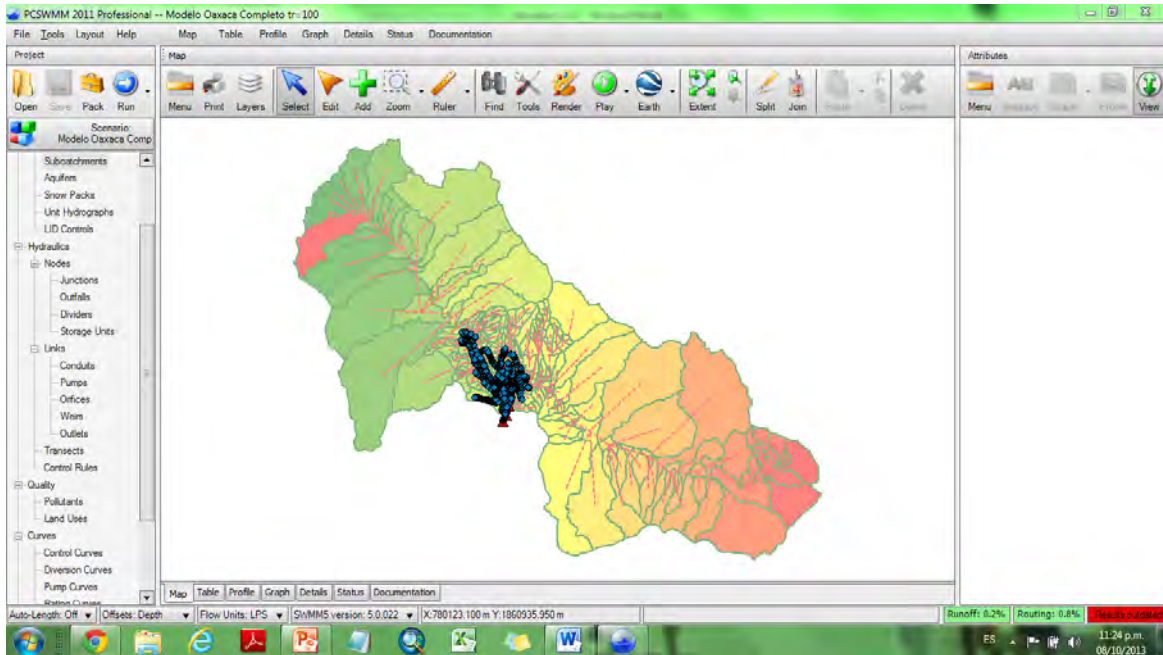 PCSWMM 2011 Professional -- Modelo Oaxaca Completo tr=100
File Tools Layout Help Map Table Profile Graph Details Status Documentation
Project Map Attributes
Open Save Pack Run Menu Print Layers Select Edit Add Zoom Ruler Find Tools Render Play Earth Extent Split Join Menu View
Scenario:
Modelo Oaxaca Comp
Subcatchments
Aquifers
Snow Packs
Unit Hydrographs
LID Controls
Hydraulics
Nodes
Junctions
Outfalls
Dividers
Storage Units
Links
Conduits
Pumps
Orifices
Weirs
Outlets
Transects
Control Rules
Quality
Pollutants
Land Uses
Curves
Control Curves
Diversion Curves
Pump Curves
Rating Curves
Map Table Profile Graph Details Status Documentation
Auto-Length: Off Offsets: Depth Flow Units: LPS SWMM5 version: 5.0.022 X:780123.100 m Y:1860935.950 m Runoff: 0.2% Routing: 0.8%
ES 11:24 p.m.
08/10/2013